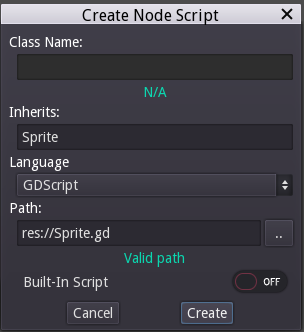 Create Node Script
Class Name:
N/A
Inherits:
Sprite
Language
GDScript
Path:
res://Sprite.gd
..
Valid path
Built-In Script
OFF
Cancel
Create